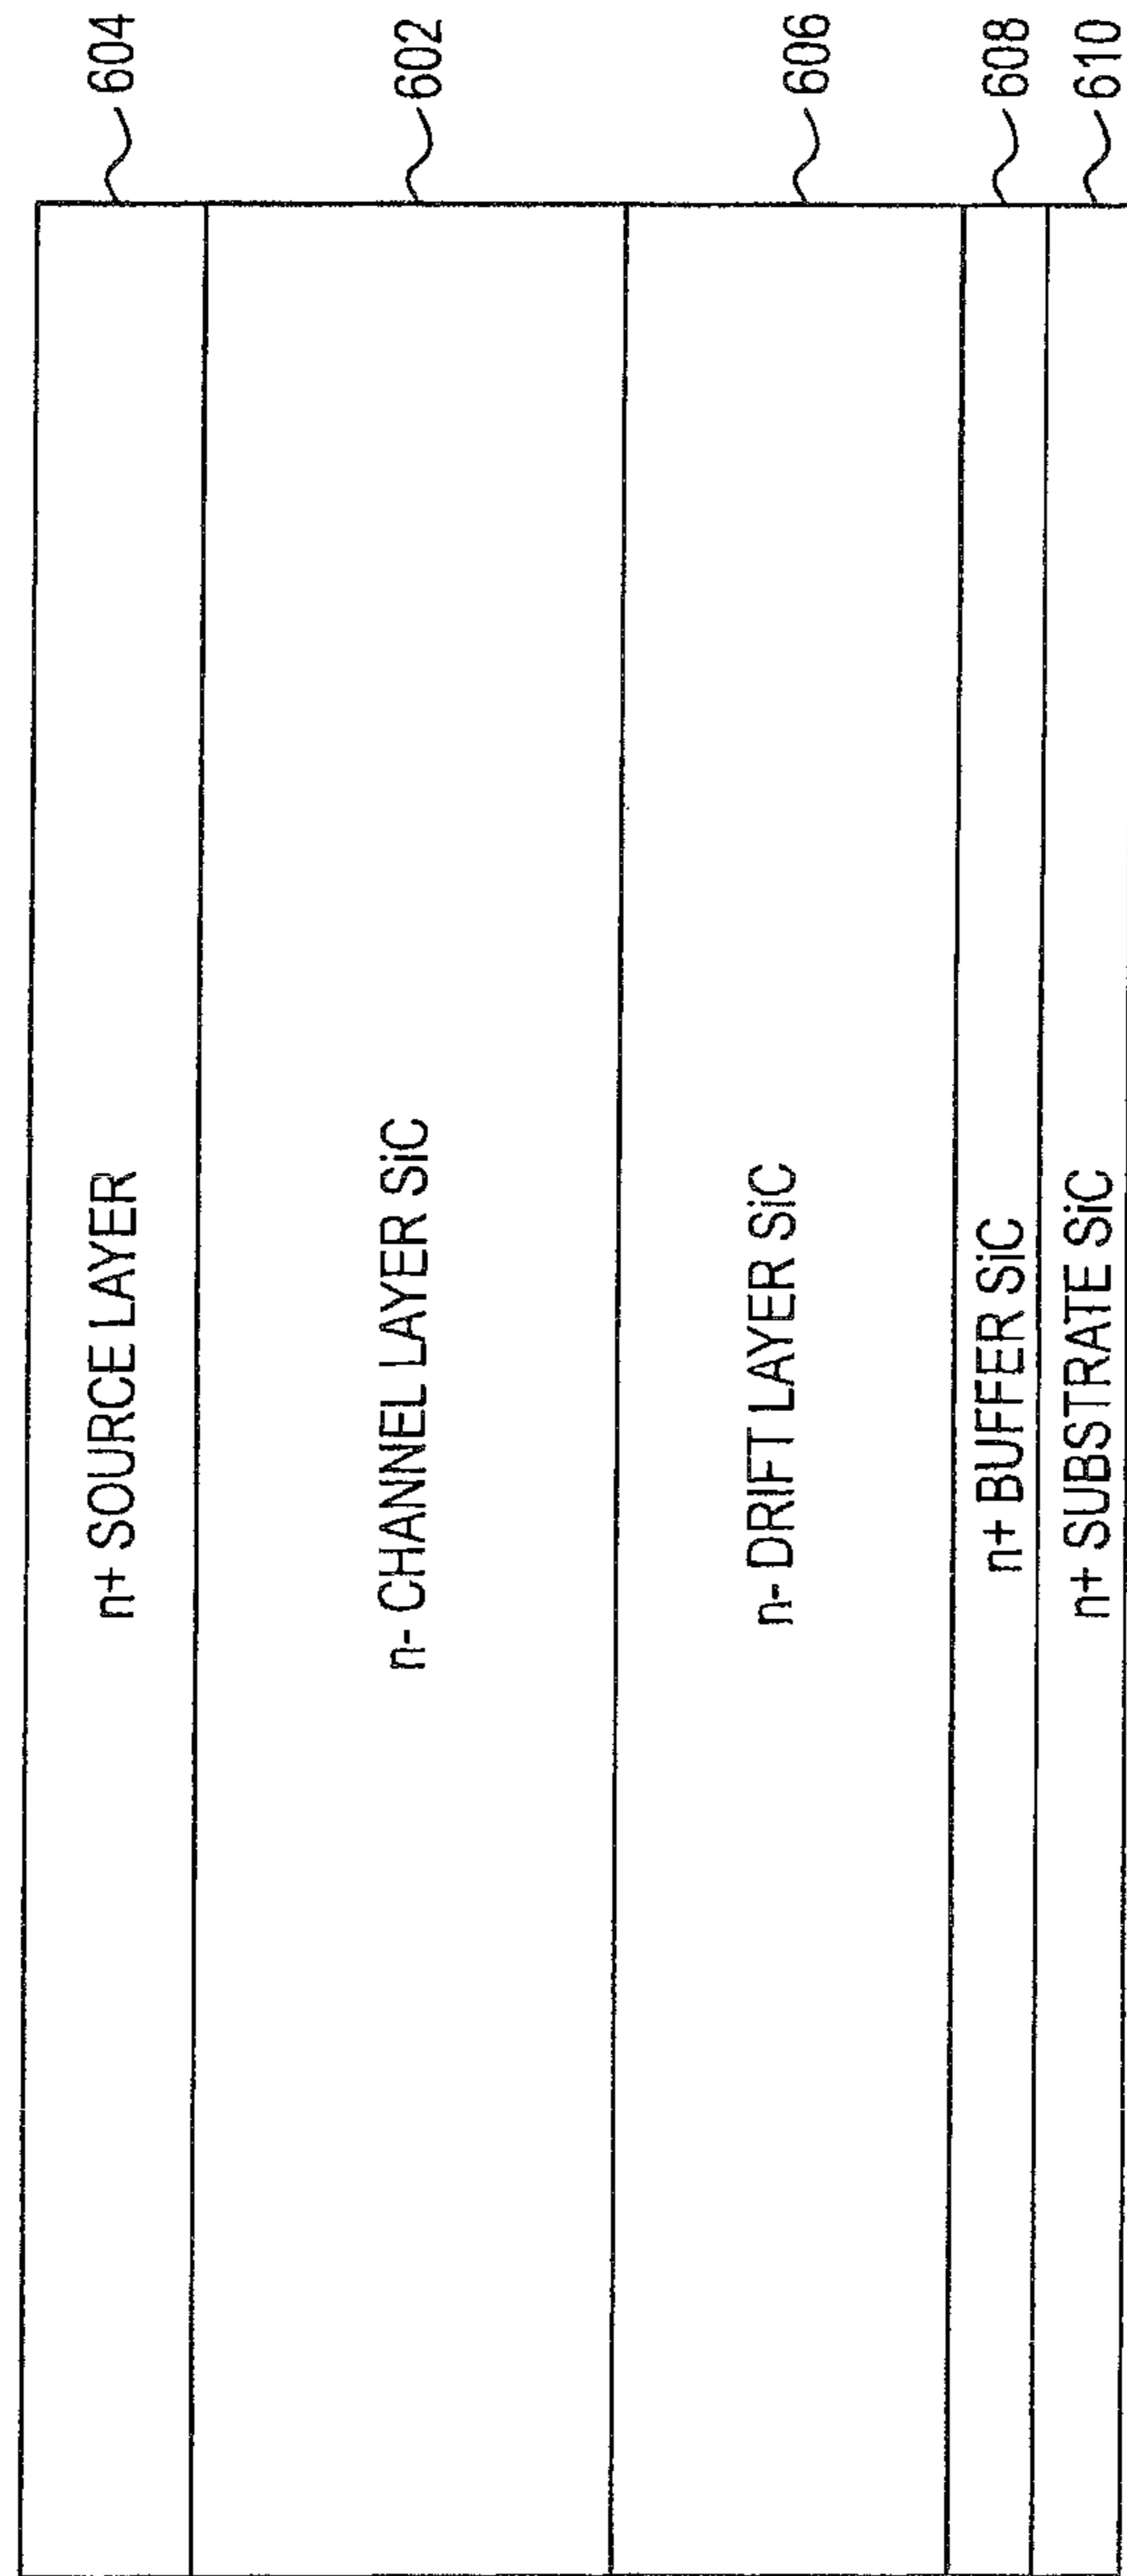 n+ SOURCE LAYER
604
n- CHANNEL LAYER SiC
602
n- DRIFT LAYER SiC
606
n+ BUFFER SiC
608
n+ SUBSTRATE SiC
610